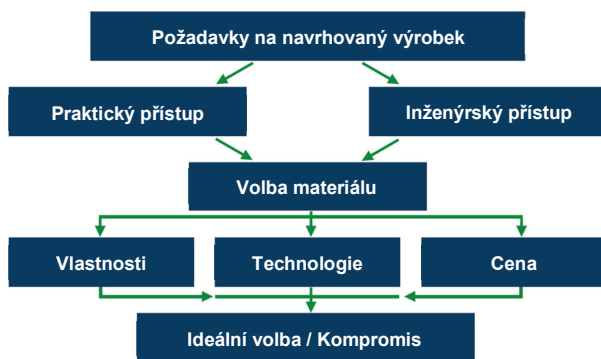 Požadavky na navrhovaný výrobek
Praktický přístup
Inženýrský přístup
Volba materiálu
Vlastnosti
Technologie
Cena
Ideální volba / Kompromis